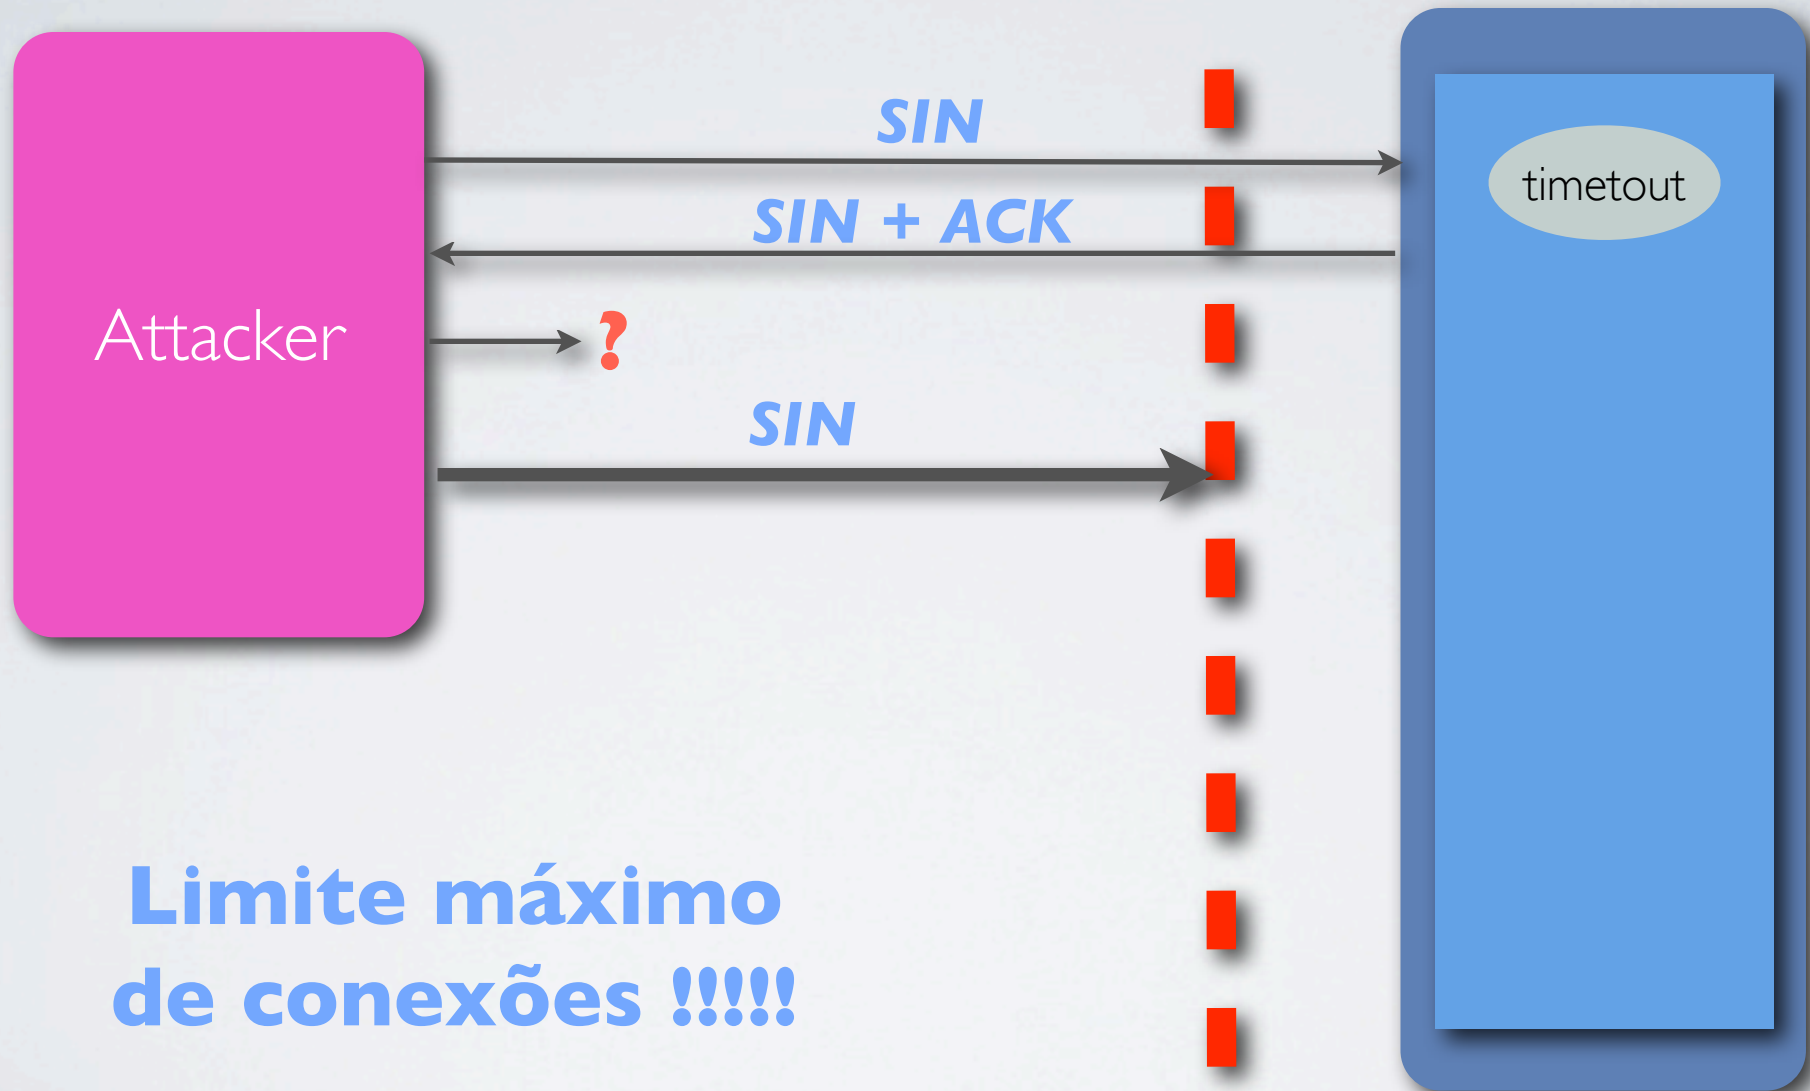 SIN
timetout
SIN + ACK
Attacker
?
SIN
Limite máximo
de conexões !!!!!